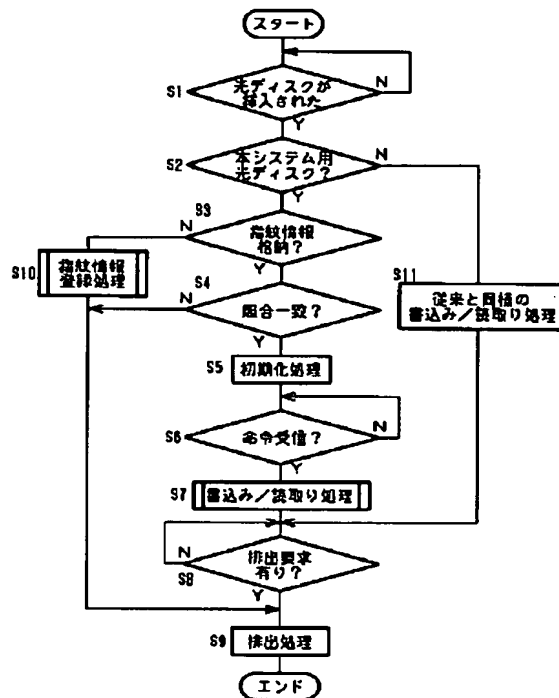 スタート
S1
光ディスクが
挿入された
N
Y
S2
本システム用
光ディスク？
N
Y
S3
指紋情報
格納？
N
Y
S10
指紋情報
登録処理
S4
照合一致？
N
Y
S11
従来と同様の
書込み／読取り処理
S5
初期化処理
S6
命令受信？
N
Y
S7
書込み／読取り処理
S8
排出要求
有り？
N
Y
S9
排出処理
エンド